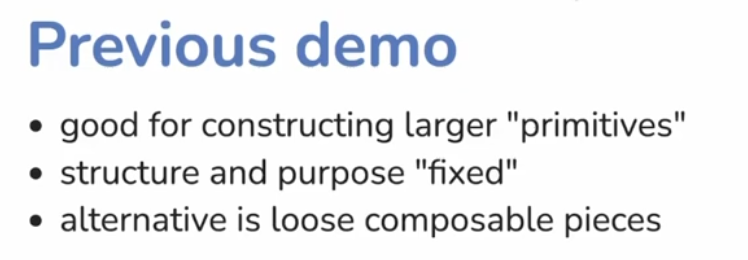 Previous demo
• good for constructing larger "primitives"
• structure and purpose "fixed"
• alternative is loose composable pieces